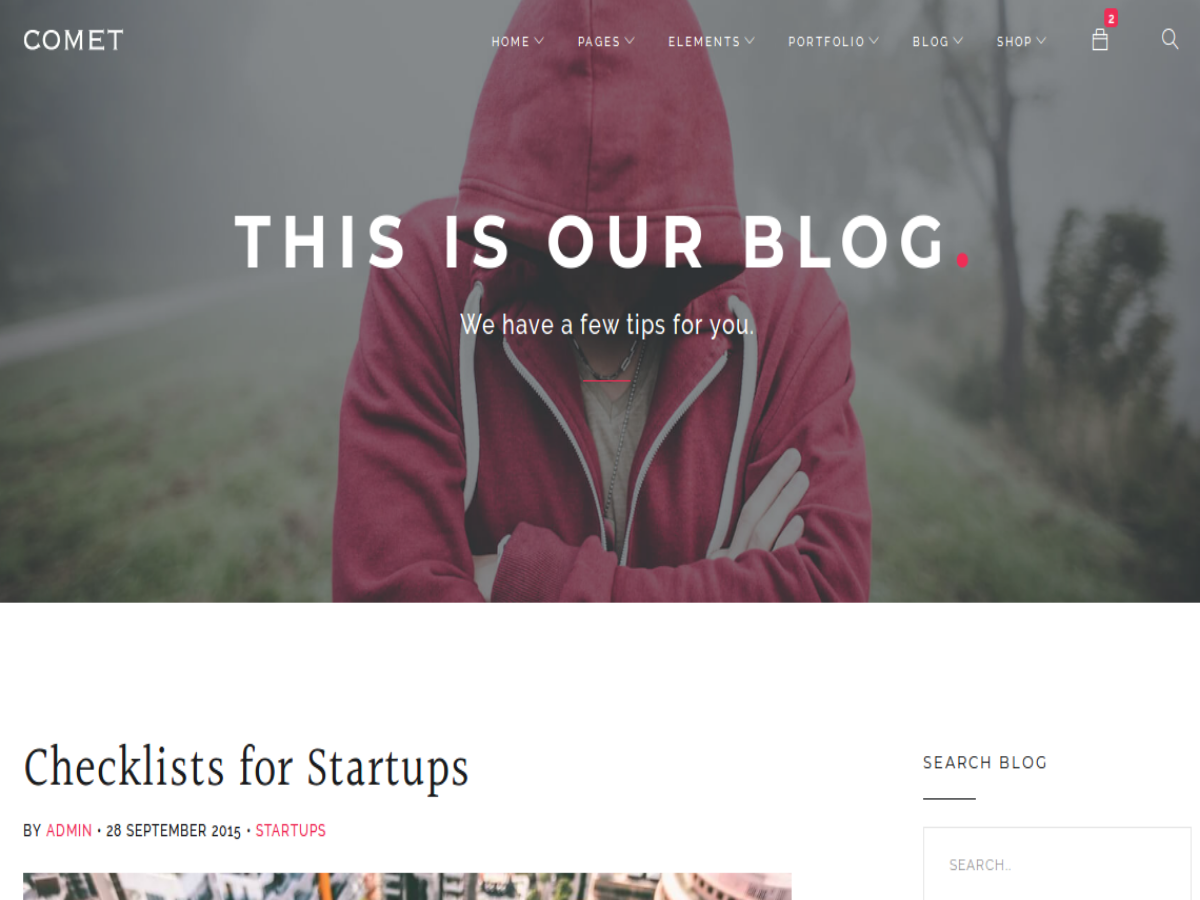 COMET
HOME PAGES ELEMENTS PORTFOLIO BLOG SHOP 2
THIS IS OUR BLOG.
We have a few tips for you.
Checklists for Startups
BY ADMIN • 28 SEPTEMBER 2015 • STARTUPS
SEARCH BLOG
SEARCH..